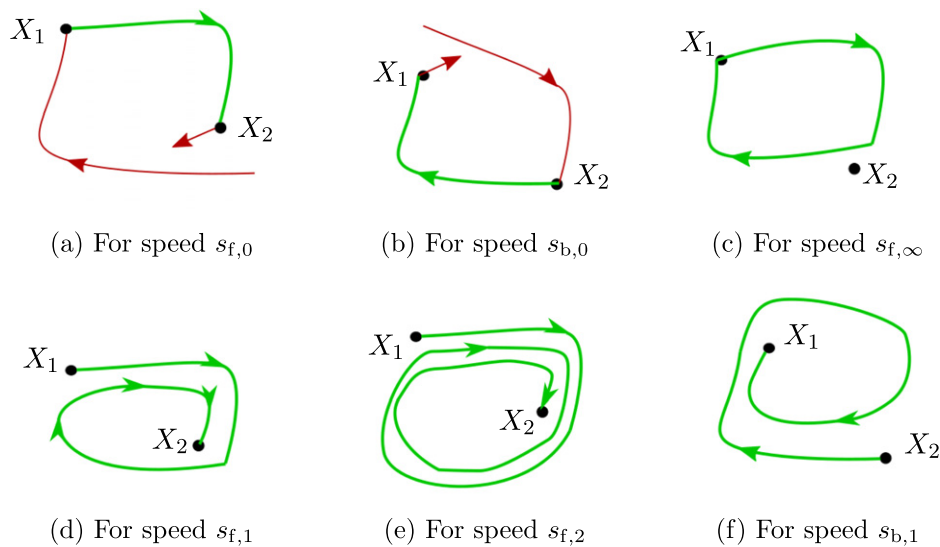 X₁
X₂
(a) For speed s_{f,0}
X₁
X₂
(b) For speed s_{b,0}
X₁
X₂
(c) For speed s_{f,∞}
X₁
X₂
(d) For speed s_{f,1}
X₁
X₂
(e) For speed s_{f,2}
X₁
X₂
(f) For speed s_{b,1}